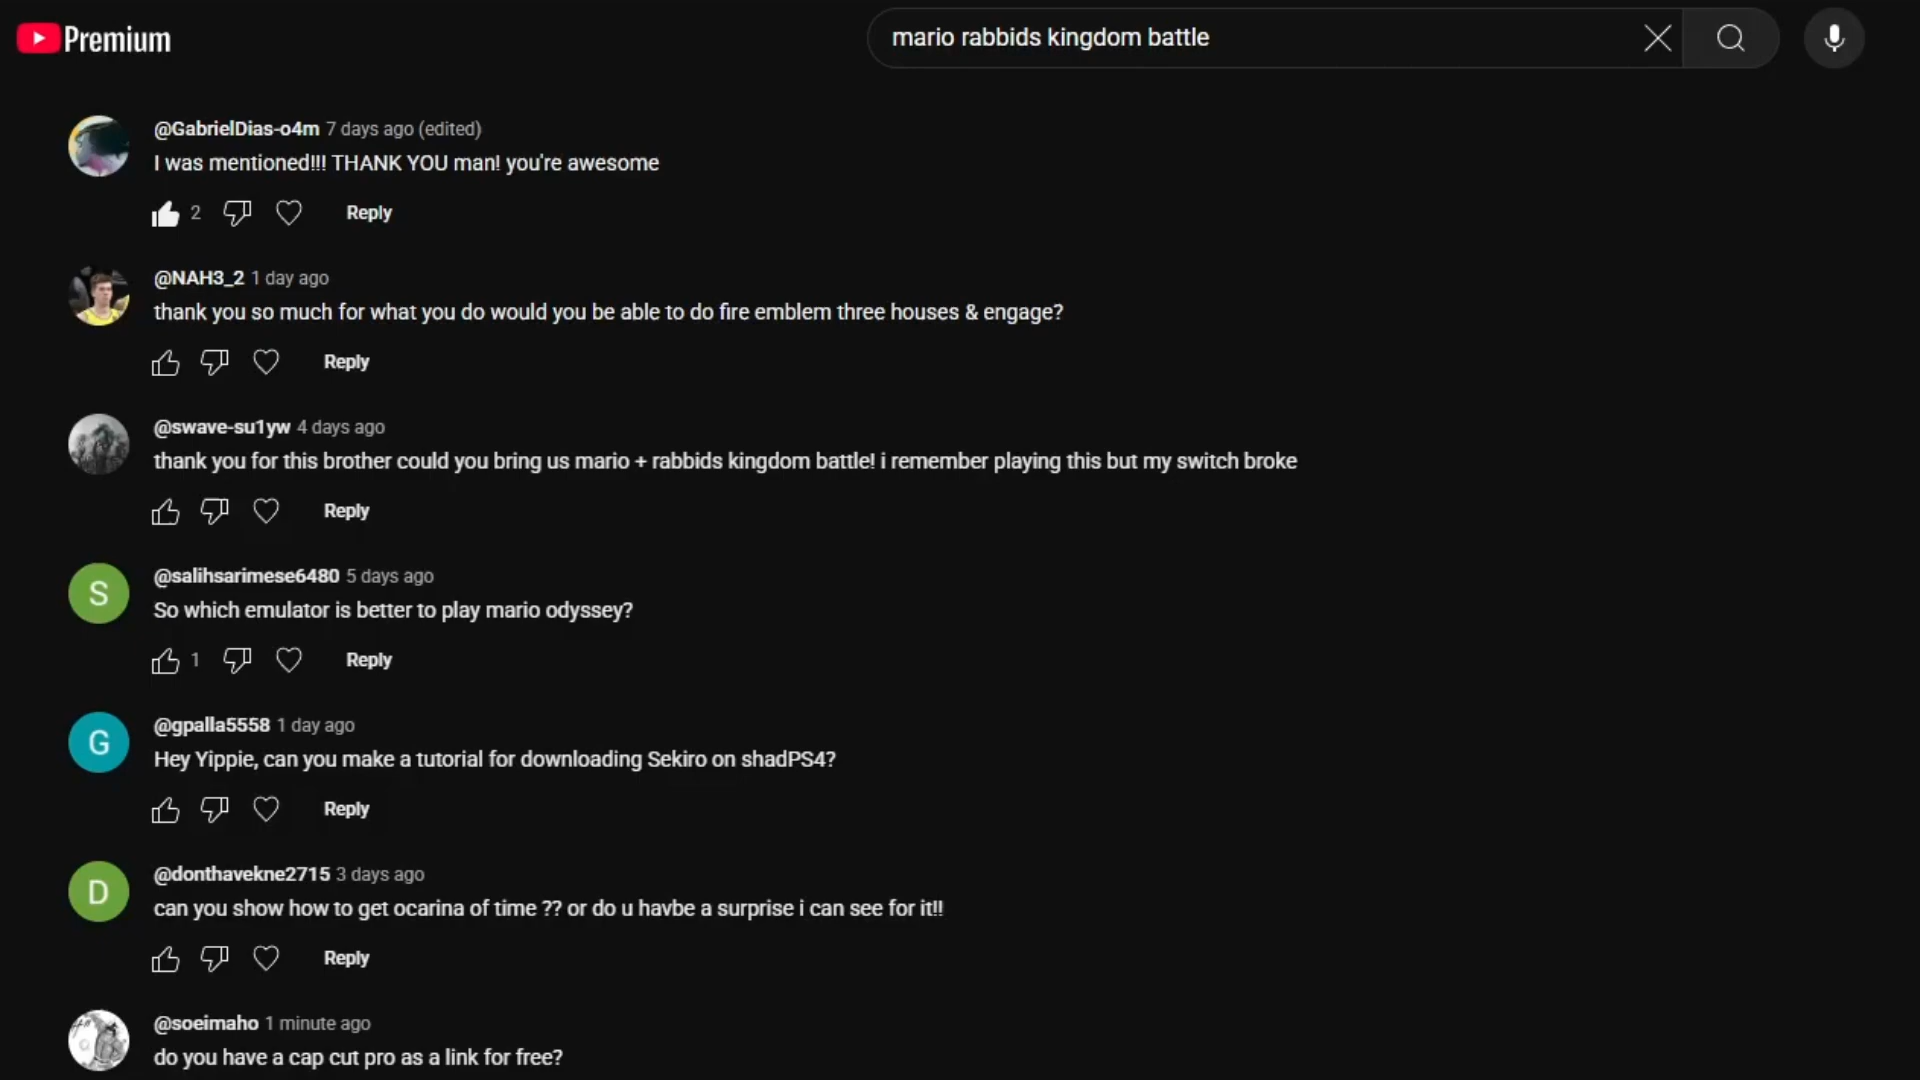 Premium
mario rabbids kingdom battle
@GabrielDias-o4m 7 days ago (edited)
I was mentioned!!! THANK YOU man! you're awesome
2 Reply
@NAH3_2 1 day ago
thank you so much for what you do would you be able to do fire emblem three houses & engage?
Reply
@swave-su1yw 4 days ago
thank you for this brother could you bring us mario + rabbids kingdom battle! i remember playing this but my switch broke
Reply
S
@salihsarimese6480 5 days ago
So which emulator is better to play mario odyssey?
1 Reply
G
@gpalla5558 1 day ago
Hey Yippie, can you make a tutorial for downloading Sekiro on shadPS4?
Reply
D
@donthavekne2715 3 days ago
can you show how to get ocarina of time ?? or do u havbe a surprise i can see for it!!
Reply
@soeimaho 1 minute ago
do you have a cap cut pro as a link for free?